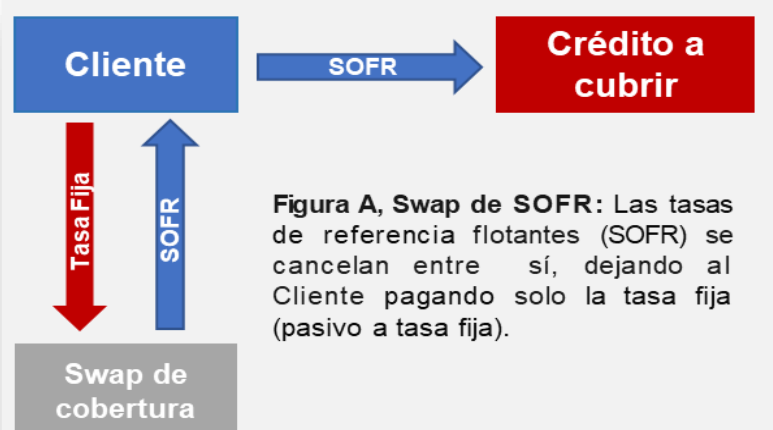 Cliente
SOFR
Crédito a
cubrir
Tasa Fija
SOFR
Figura A, Swap de SOFR: Las tasas
de referencia flotantes (SOFR) se
cancelan entre sí, dejando al
Cliente pagando solo la tasa fija
(pasivo a tasa fija).
Swap de
cobertura